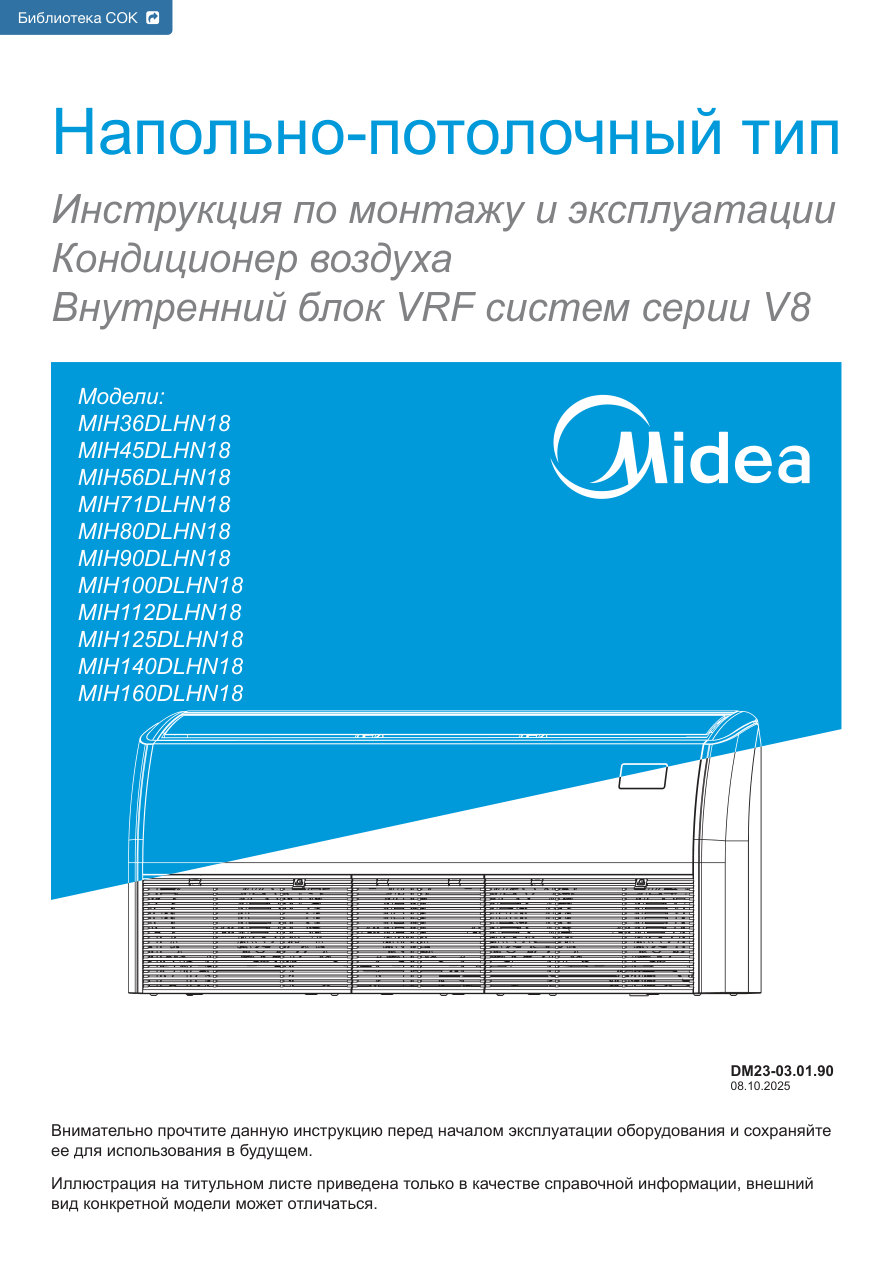 Библиотека СОК
Напольно-потолочный тип
Инструкция по монтажу и эксплуатации
Кондиционер воздуха
Внутренний блок VRF систем серии V8
Модели:
MIH36DLHN18
MIH45DLHN18
MIH56DLHN18
MIH71DLHN18
MIH80DLHN18
MIH90DLHN18
MIH100DLHN18
MIH112DLHN18
MIH125DLHN18
MIH140DLHN18
MIH160DLHN18
Midea
DM23-03.01.90
08.10.2025
Внимательно прочтите данную инструкцию перед началом эксплуатации оборудования и сохраняйте
ее для использования в будущем.
Иллюстрация на титульном листе приведена только в качестве справочной информации, внешний
вид конкретной модели может отличаться.